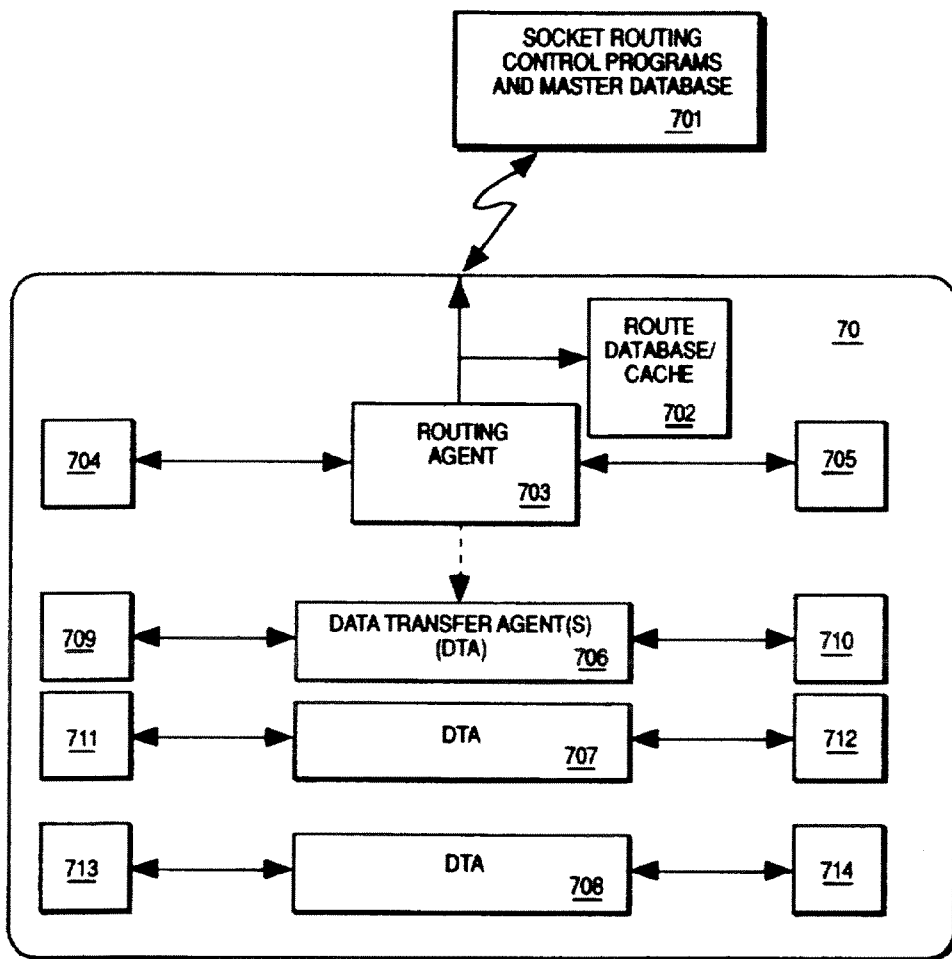 SOCKET ROUTING
CONTROL PROGRAMS
AND MASTER DATABASE
701
ROUTE
DATABASE/
CACHE
702
70
ROUTING
AGENT
703
704
705
DATA TRANSFER AGENT(S)
(DTA)
706
709
710
711
DTA
707
712
713
DTA
708
714